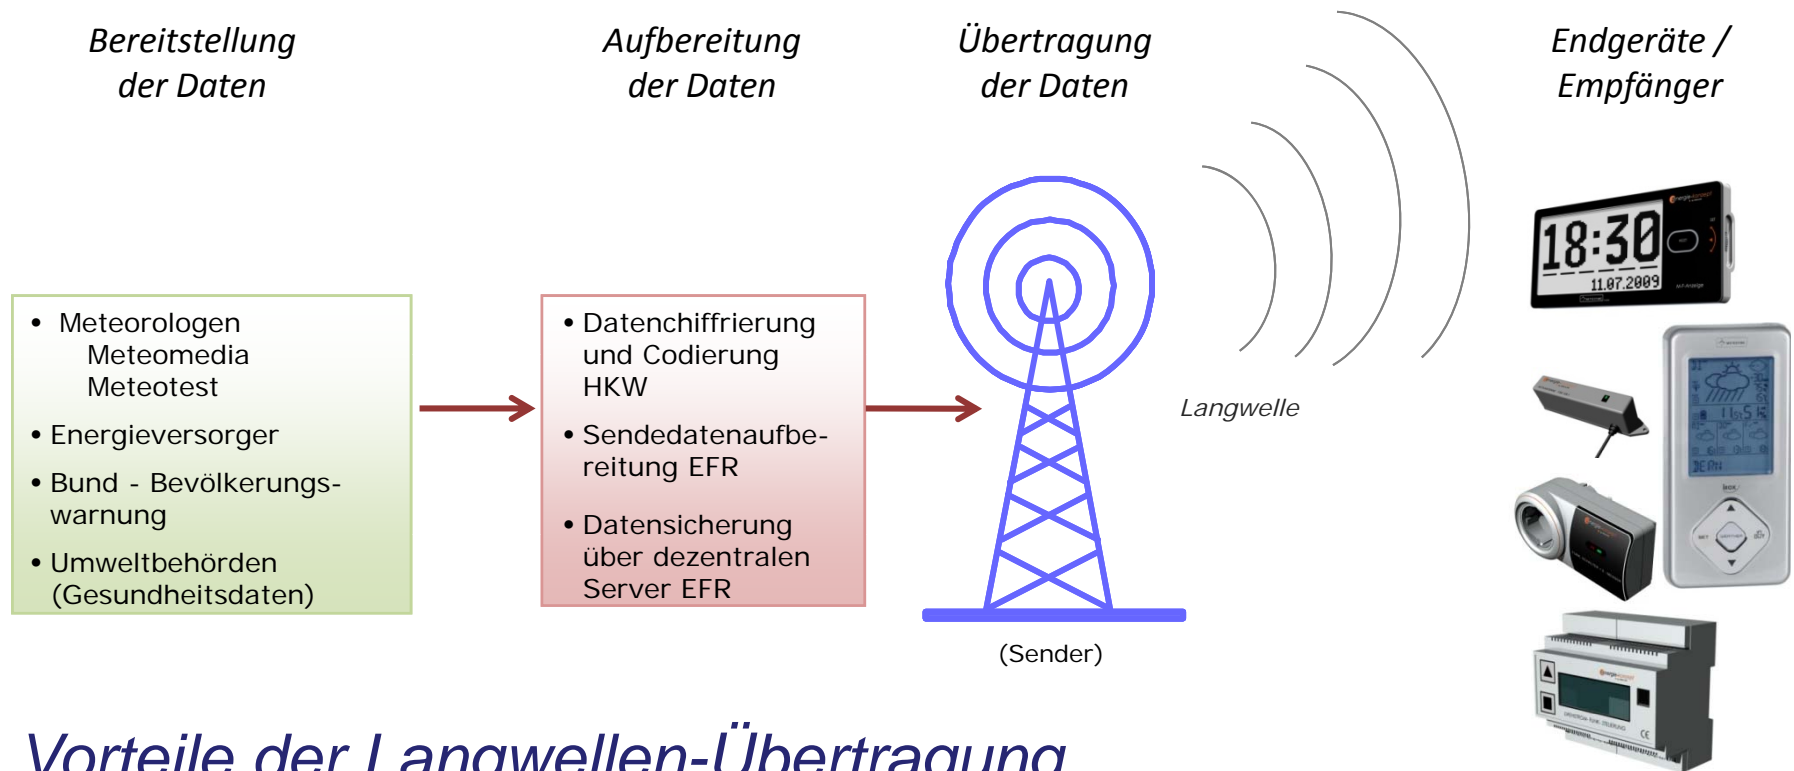 Bereitstellung
der Daten
Aufbereitung
der Daten
Übertragung
der Daten
Endgeräte /
Empfänger
• Meteorologen
Meteomedia
Meteotest
• Energieversorger
• Bund - Bevölkerungs-
warnung
• Umweltbehörden
(Gesundheitsdaten)
• Datenchiffrierung
und Codierung
HKW
• Sendedatenaufbe-
reitung EFR
• Datensicherung
über dezentralen
Server EFR
(Sender)
Langwelle
18:30
11.07.2009
SET
CE
Vorteile der Langwellen-Übertragung